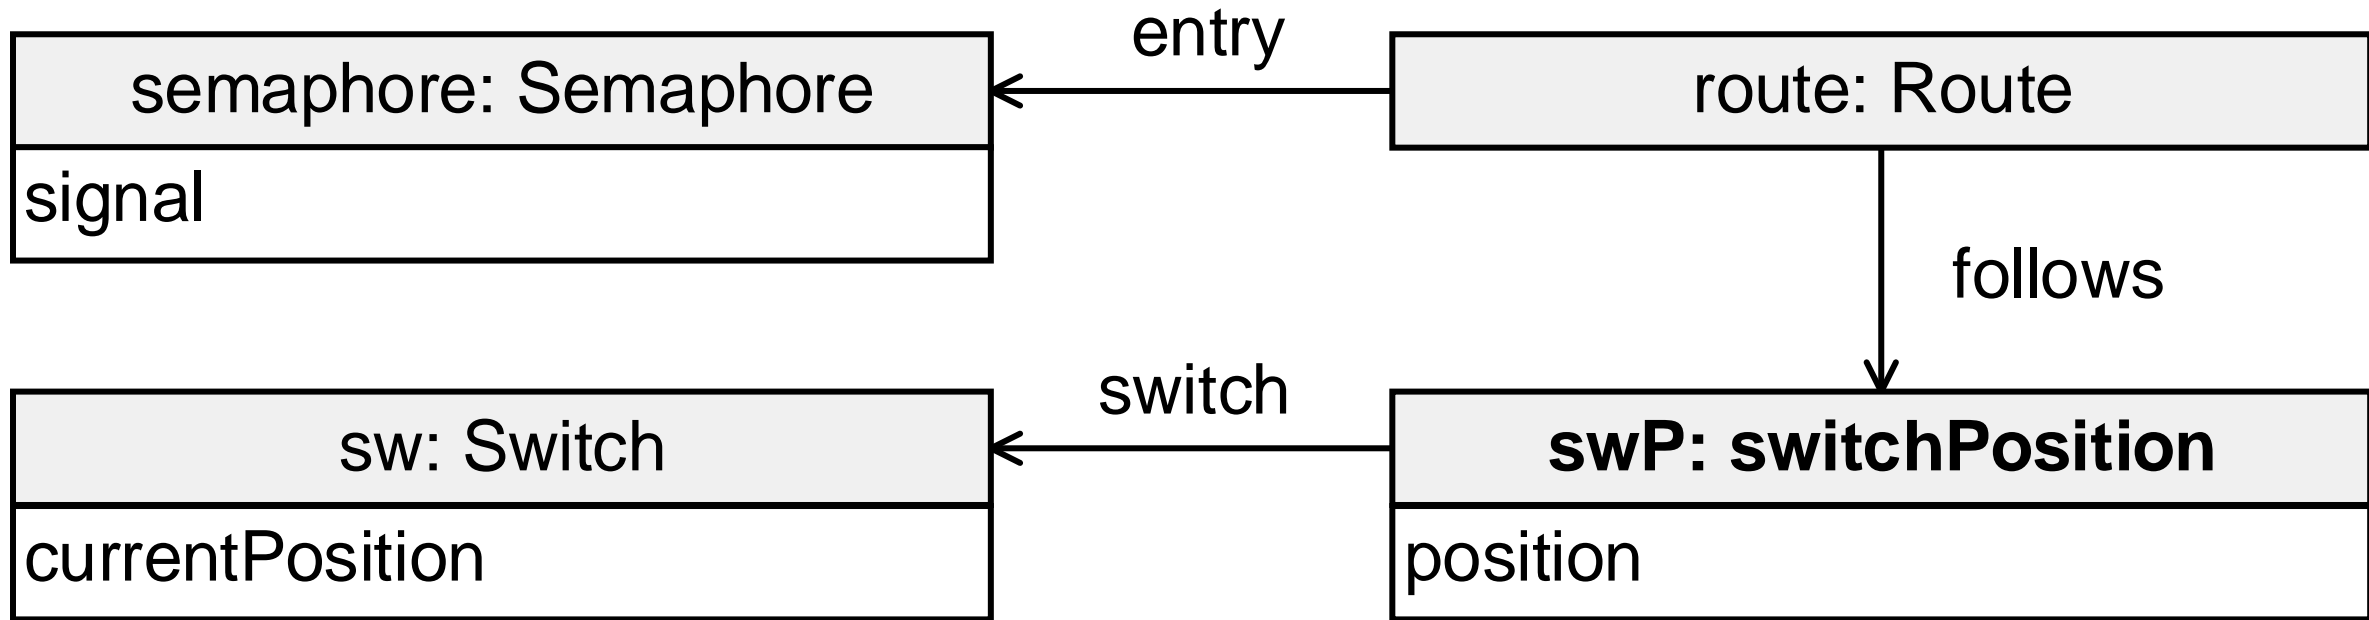 entry
semaphore: Semaphore
route: Route
signal
follows
switch
sw: Switch
swP: switchPosition
currentPosition
position